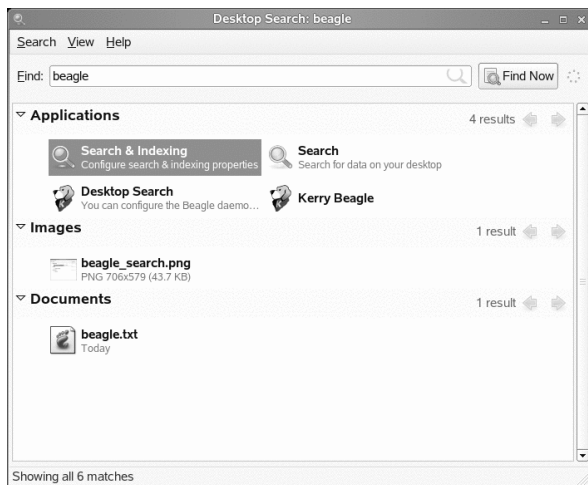 Desktop Search: beagle
Search View Help
Find: beagle Find Now
Applications 4 results
Search & Indexing
Configure search & indexing properties
Search
Search for data on your desktop
Desktop Search
You can configure the Beagle daemo...
Kerry Beagle
Images 1 result
beagle_search.png
PNG 706x579 (43.7 KB)
Documents 1 result
beagle.txt
Today
Showing all 6 matches